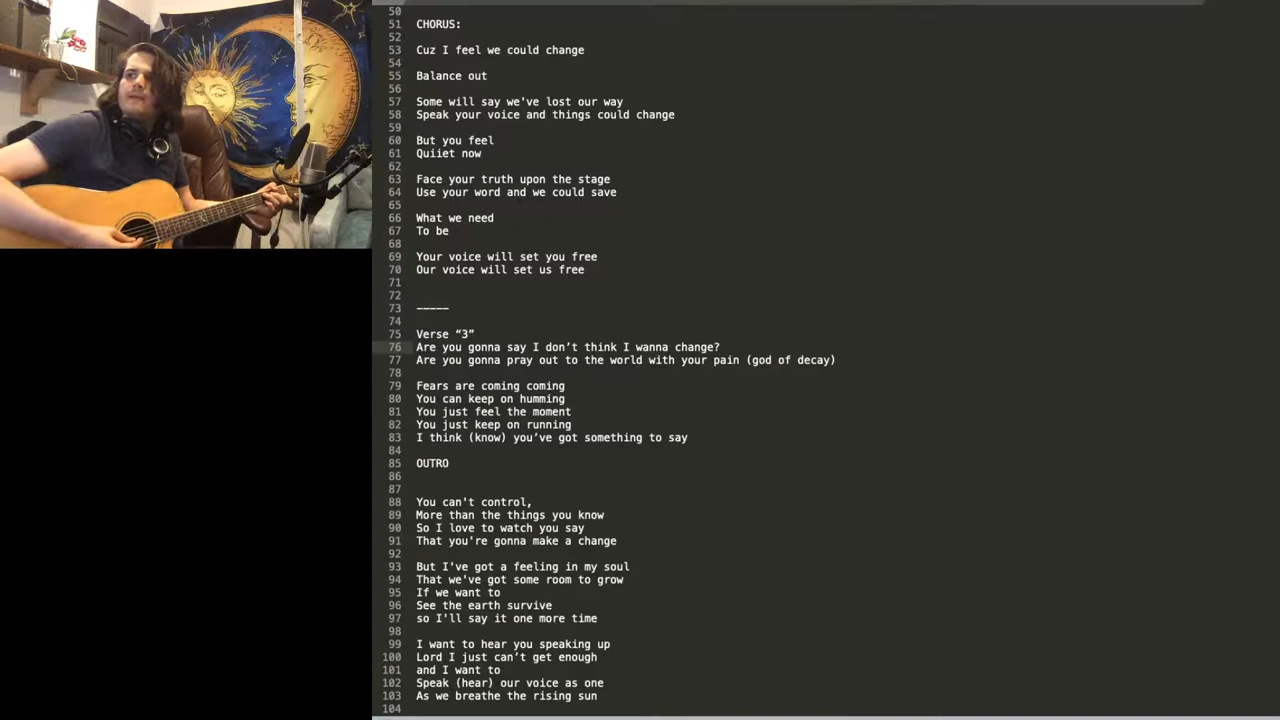 50
51 CHORUS:
52
53 Cuz I feel we could change
54
55 Balance out
56
57 Some will say we've lost our way
58 Speak your voice and things could change
59
60 But you feel
61 Quiiet now
62
63 Face your truth upon the stage
64 Use your word and we could save
65
66 What we need
67 To be
68
69 Your voice will set you free
70 Our voice will set us free
71
72
73 -----
74
75 Verse “3”
76 Are you gonna say I don’t think I wanna change?
77 Are you gonna pray out to the world with your pain (god of decay)
78
79 Fears are coming coming
80 You can keep on humming
81 You just feel the moment
82 You just keep on running
83 I think (know) you’ve got something to say
84
85 OUTRO
86
87
88 You can't control,
89 More than the things you know
90 So I love to watch you say
91 That you're gonna make a change
92
93 But I've got a feeling in my soul
94 That we've got some room to grow
95 If we want to
96 See the earth survive
97 so I'll say it one more time
98
99 I want to hear you speaking up
100 Lord I just can’t get enough
101 and I want to
102 Speak (hear) our voice as one
103 As we breathe the rising sun
104